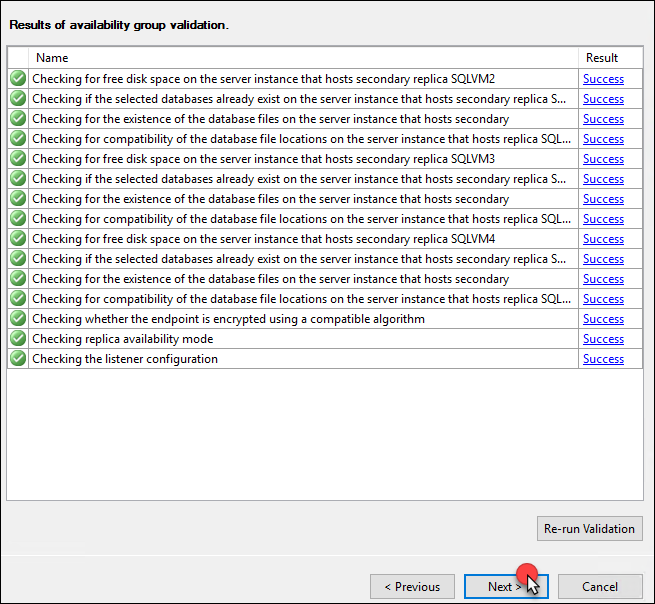 Results of availability group validation.
Name Result
Checking for free disk space on the server instance that hosts secondary replica SQLVM2 Success
Checking if the selected databases already exist on the server instance that hosts secondary replica S... Success
Checking for the existence of the database files on the server instance that hosts secondary Success
Checking for compatibility of the database file locations on the server instance that hosts replica SQL... Success
Checking for free disk space on the server instance that hosts secondary replica SQLVM3 Success
Checking if the selected databases already exist on the server instance that hosts secondary replica S... Success
Checking for the existence of the database files on the server instance that hosts secondary Success
Checking for compatibility of the database file locations on the server instance that hosts replica SQL... Success
Checking for free disk space on the server instance that hosts secondary replica SQLVM4 Success
Checking if the selected databases already exist on the server instance that hosts secondary replica S... Success
Checking for the existence of the database files on the server instance that hosts secondary Success
Checking for compatibility of the database file locations on the server instance that hosts replica SQL... Success
Checking whether the endpoint is encrypted using a compatible algorithm Success
Checking replica availability mode Success
Checking the listener configuration Success
Re-run Validation
< Previous Next > Cancel